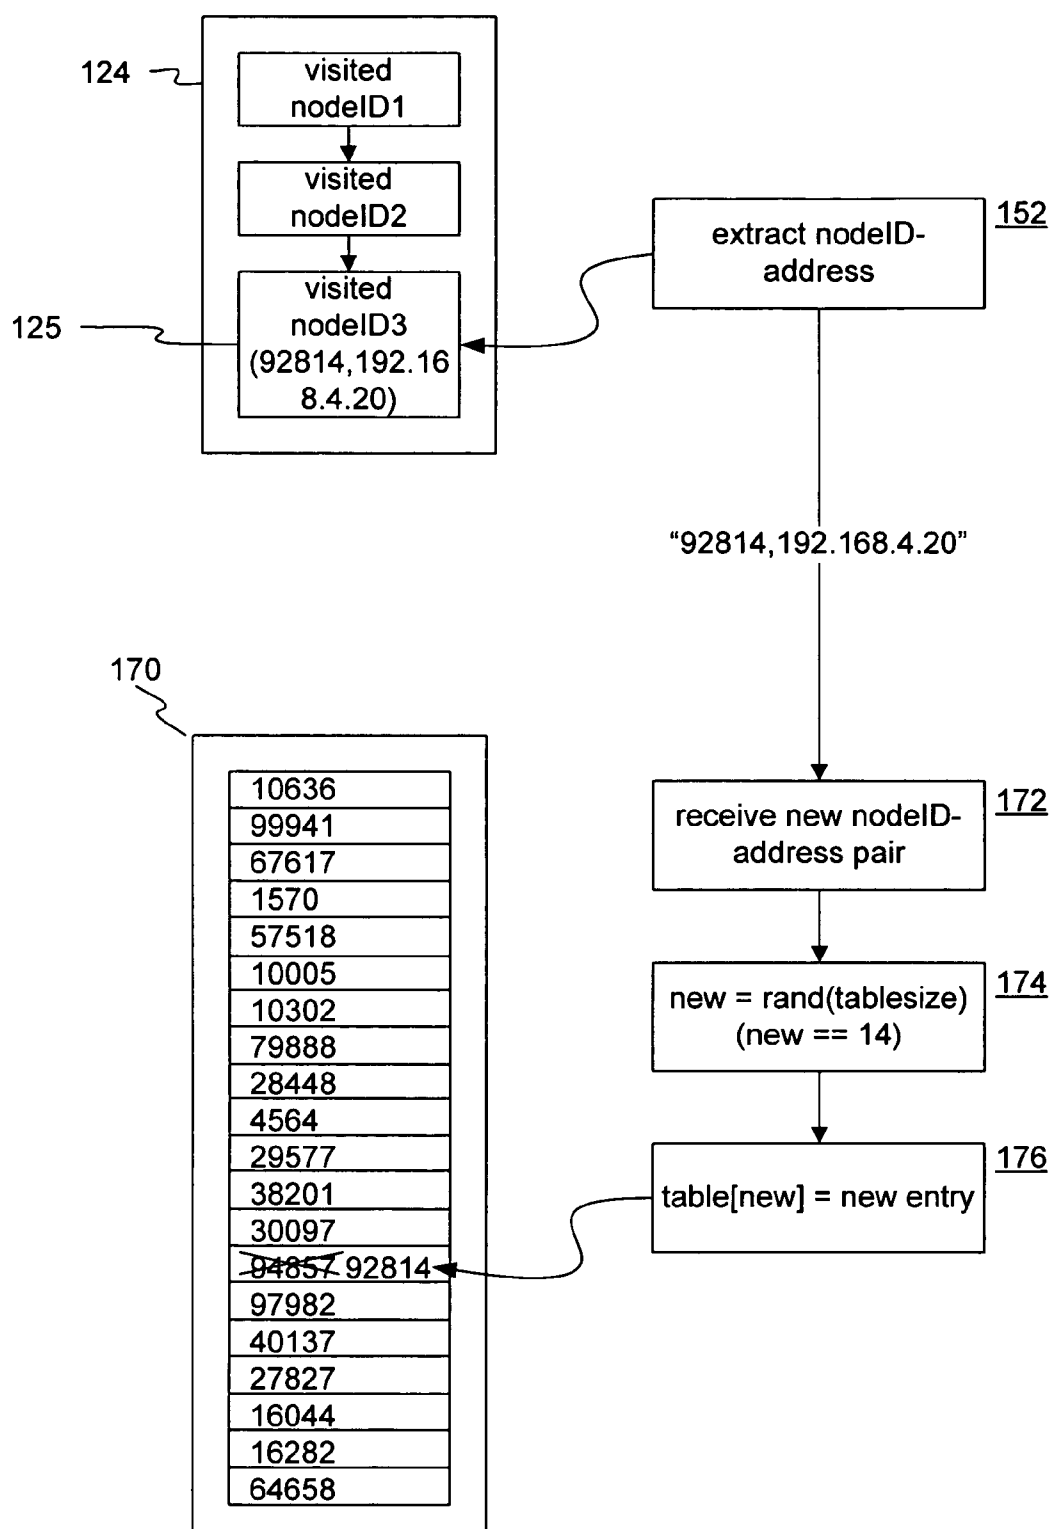 124
visited
nodeID1
visited
nodeID2
visited
nodeID3
(92814,192.16
8.4.20)
125
extract nodeID-
address
152
“92814,192.168.4.20”
receive new nodeID-
address pair
172
new = rand(tablesize)
(new == 14)
174
table[new] = new entry
176
170
10636
99941
67617
1570
57518
10005
10302
79888
28448
4564
29577
38201
30097
94857 92814
97982
40137
27827
16044
16282
64658